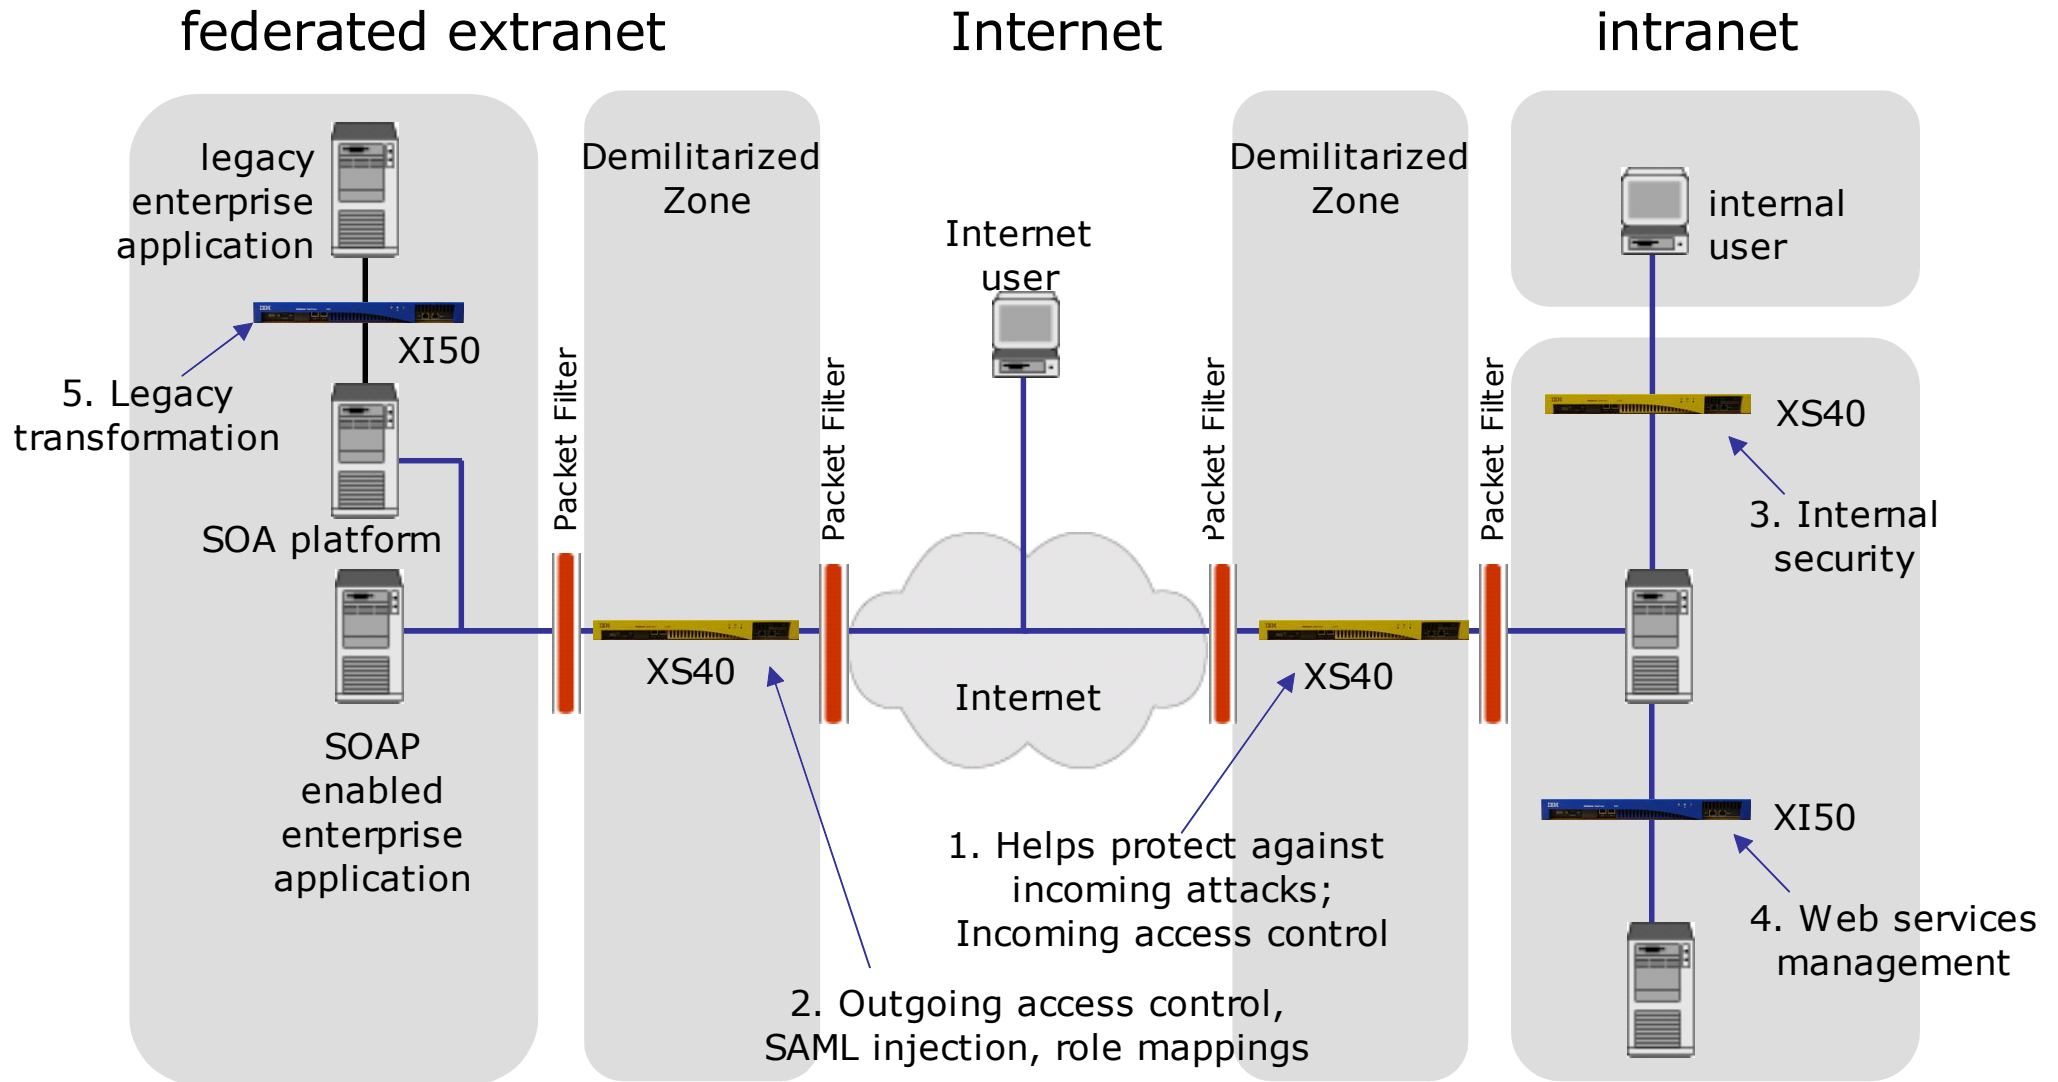 federated extranet
Internet
intranet
legacy
enterprise
application
XI50
5. Legacy
transformation
SOA platform
SOAP
enabled
enterprise
application
Packet Filter
Demilitarized
Zone
XS40
Packet Filter
Internet
user
Internet
1. Helps protect against
incoming attacks;
Incoming access control
2. Outgoing access control,
SAML injection, role mappings
Packet Filter
Demilitarized
Zone
XS40
Packet Filter
internal
user
XS40
3. Internal
security
XI50
4. Web services
management